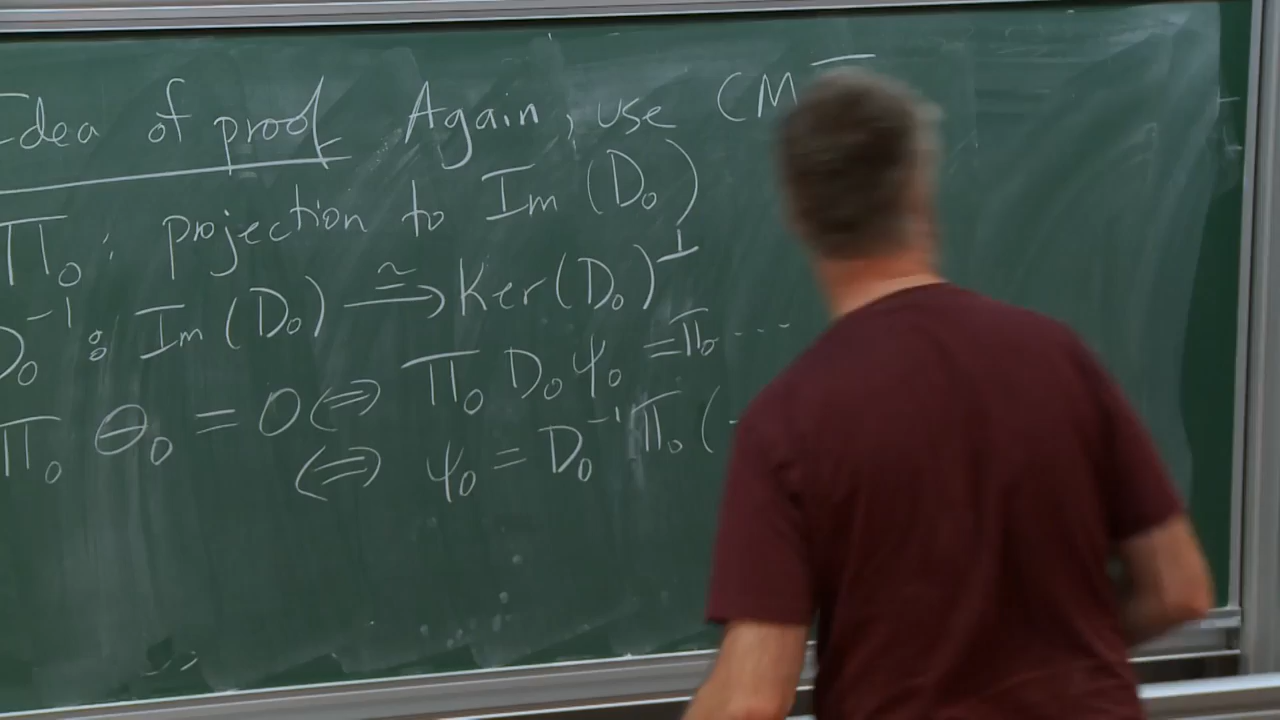 Idea of proof Again, use CM
Π₀ : projection to Im (D₀)
D₀⁻¹ : Im (D₀) ≅→ Ker (D₀)^⊥
Π₀ Θ₀ = 0 ⇔ Π₀ D₀ ψ₀ = Π₀ ...
⇔ ψ₀ = D₀⁻¹ Π₀ (